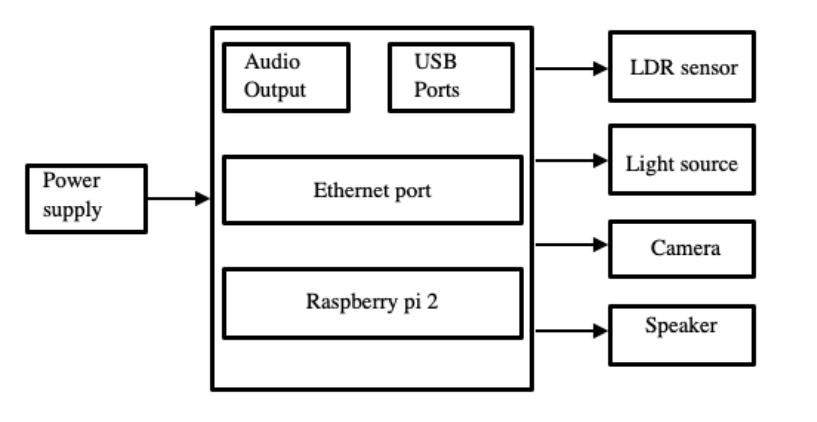 Audio
Output
USB
Ports
LDR sensor
Power
supply
Ethernet port
Light source
Raspberry pi 2
Camera
Speaker